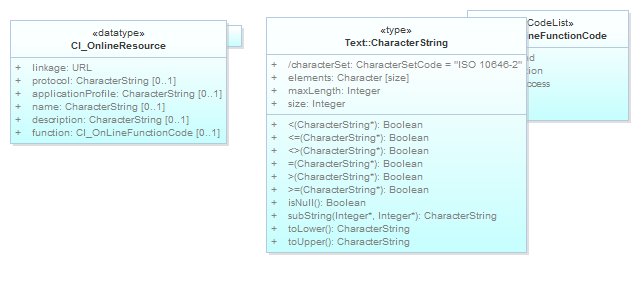 «datatype»
CI_OnlineResource
+ linkage: URL
+ protocol: CharacterString [0..1]
+ applicationProfile: CharacterString [0..1]
+ name: CharacterString [0..1]
+ description: CharacterString [0..1]
+ function: CI_OnLineFunctionCode [0..1]
«type»
Text::CharacterString
+ /characterSet: CharacterSetCode = "ISO 10646-2"
+ elements: Character [size]
+ maxLength: Integer
+ size: Integer
+ <(CharacterString*): Boolean
+ <=(CharacterString*): Boolean
+ <>(CharacterString*): Boolean
+ =(CharacterString*): Boolean
+ >(CharacterString*): Boolean
+ >=(CharacterString*): Boolean
+ isNull(): Boolean
+ subString(Integer*, Integer*): CharacterString
+ toLower(): CharacterString
+ toUpper(): CharacterString
CodeList»
ineFunctionCode